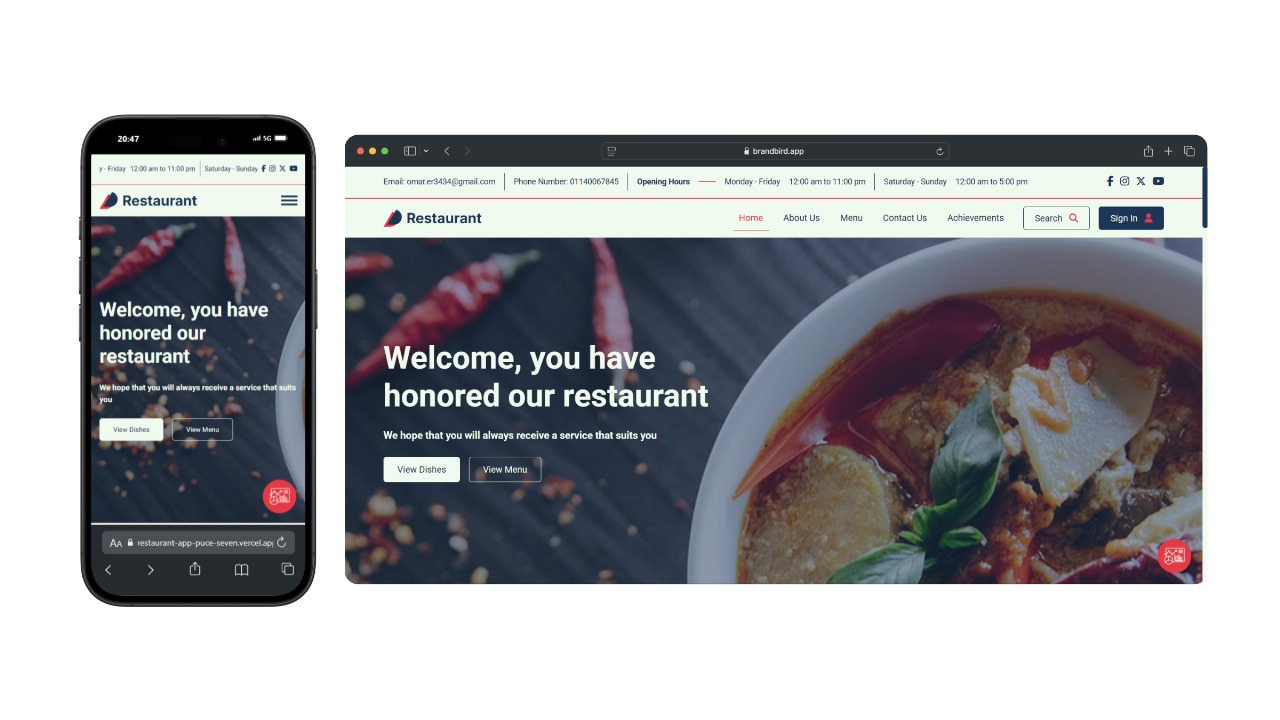 20:47
5G
y - Friday 12:00 am to 11:00 pm Saturday - Sunday
Restaurant
Welcome, you have
honored our
restaurant
We hope that you will always receive a service that suits
you
View Dishes View Menu
AA restaurant-app-puce-seven.vercel.ap
brandbird.app
Email: omar.er3434@gmail.com Phone Number: 01140067845 Opening Hours Monday - Friday 12:00 am to 11:00 pm Saturday - Sunday 12:00 am to 5:00 pm
Restaurant Home About Us Menu Contact Us Achievements Search Sign In
Welcome, you have
honored our restaurant
We hope that you will always receive a service that suits you
View Dishes View Menu